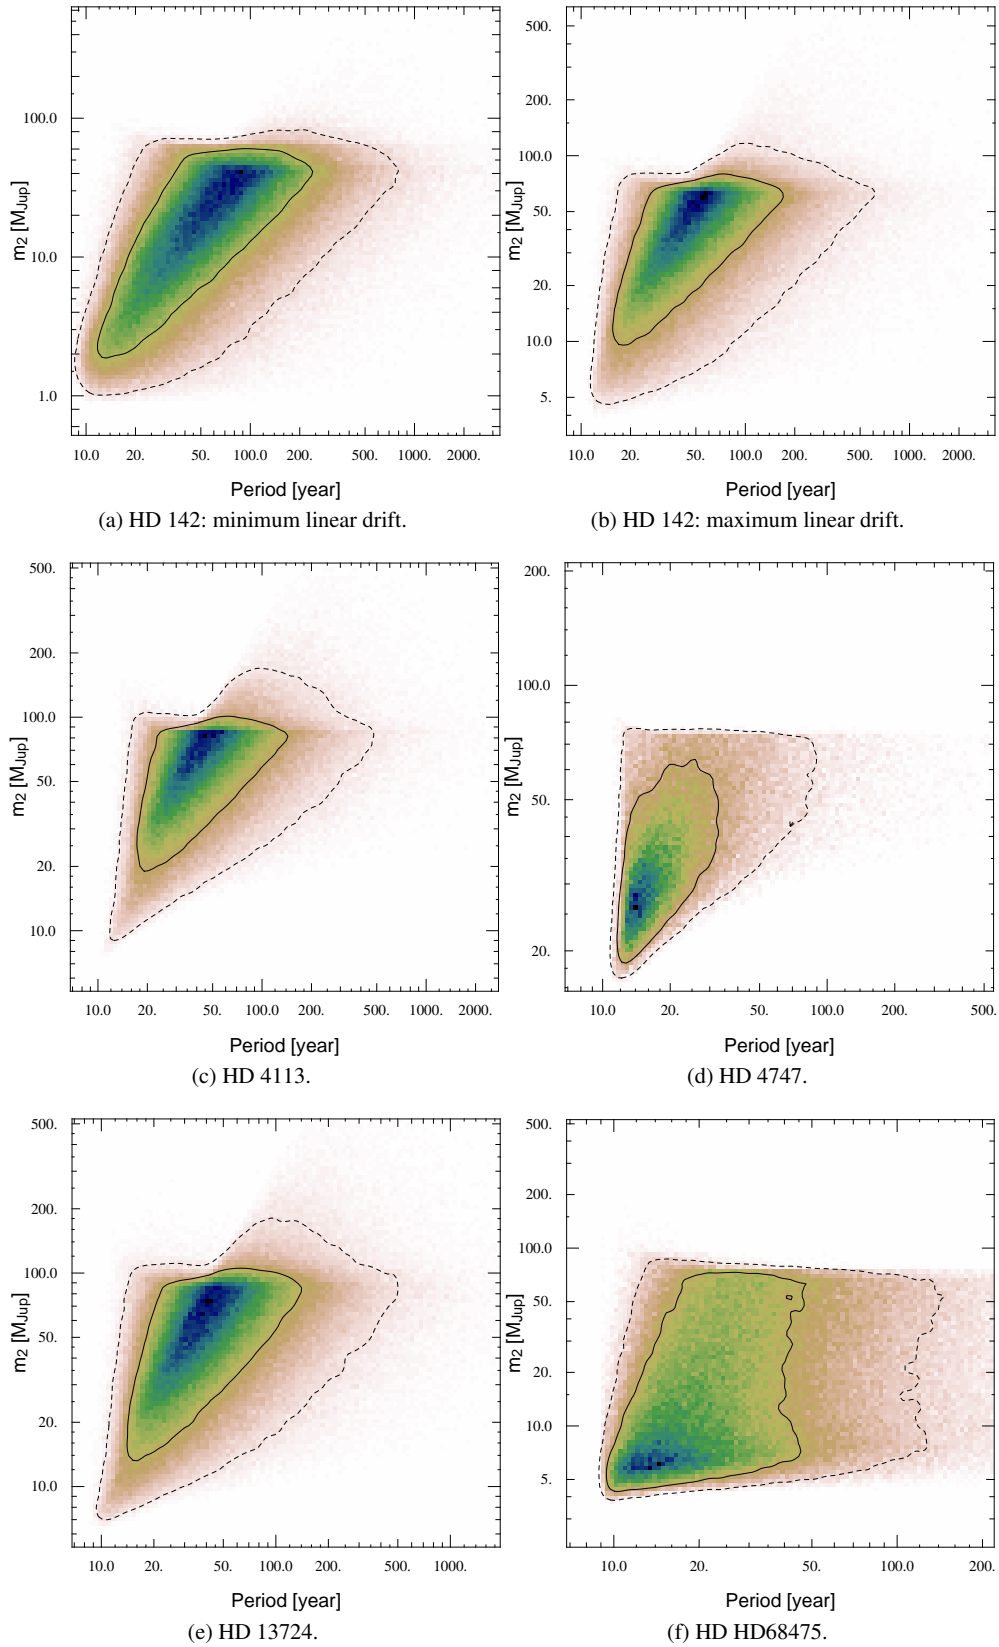 100.0
10.0
1.0
m2 [MJup]
10.0 20. 50. 100.0 200. 500. 1000. 2000.
Period [year]
(a) HD 142: minimum linear drift.
500.
200.
100.0
50.
20.
10.0
5.
m2 [MJup]
10.0 20. 50. 100.0 200. 500. 1000. 2000.
Period [year]
(b) HD 142: maximum linear drift.
500.
200.
100.0
50.
20.
10.0
m2 [MJup]
10.0 20. 50. 100.0 200. 500. 1000. 2000.
Period [year]
(c) HD 4113.
200.
100.0
50.
20.
m2 [MJup]
10.0 20. 50. 100.0 200. 500.
Period [year]
(d) HD 4747.
500.
200.
100.0
50.
20.
10.0
m2 [MJup]
10.0 20. 50. 100.0 200. 500. 1000.
Period [year]
(e) HD 13724.
500.
200.
100.0
50.
20.
10.0
5.
m2 [MJup]
10.0 20. 50. 100.0 200.
Period [year]
(f) HD HD68475.